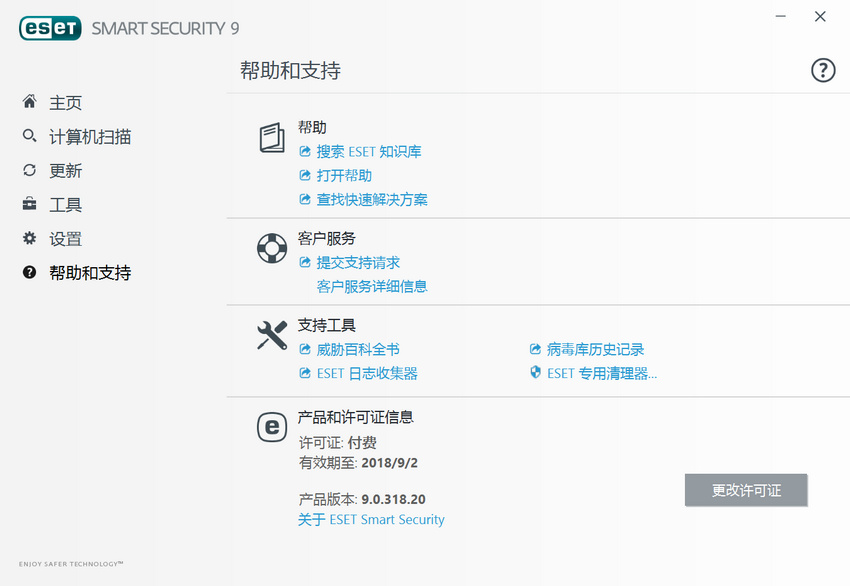 eset SMART SECURITY 9
帮助和支持
主页
计算机扫描
更新
工具
设置
帮助和支持
帮助
搜索 ESET 知识库
打开帮助
查找快速解决方案
客户服务
提交支持请求
客户服务详细信息
支持工具
威胁百科全书
病毒库历史记录
ESET 日志收集器
ESET 专用清理器...
产品和许可证信息
许可证: 付费
有效期至: 2018/9/2
产品版本: 9.0.318.20
关于 ESET Smart Security
更改许可证
ENJOY SAFER TECHNOLOGY™